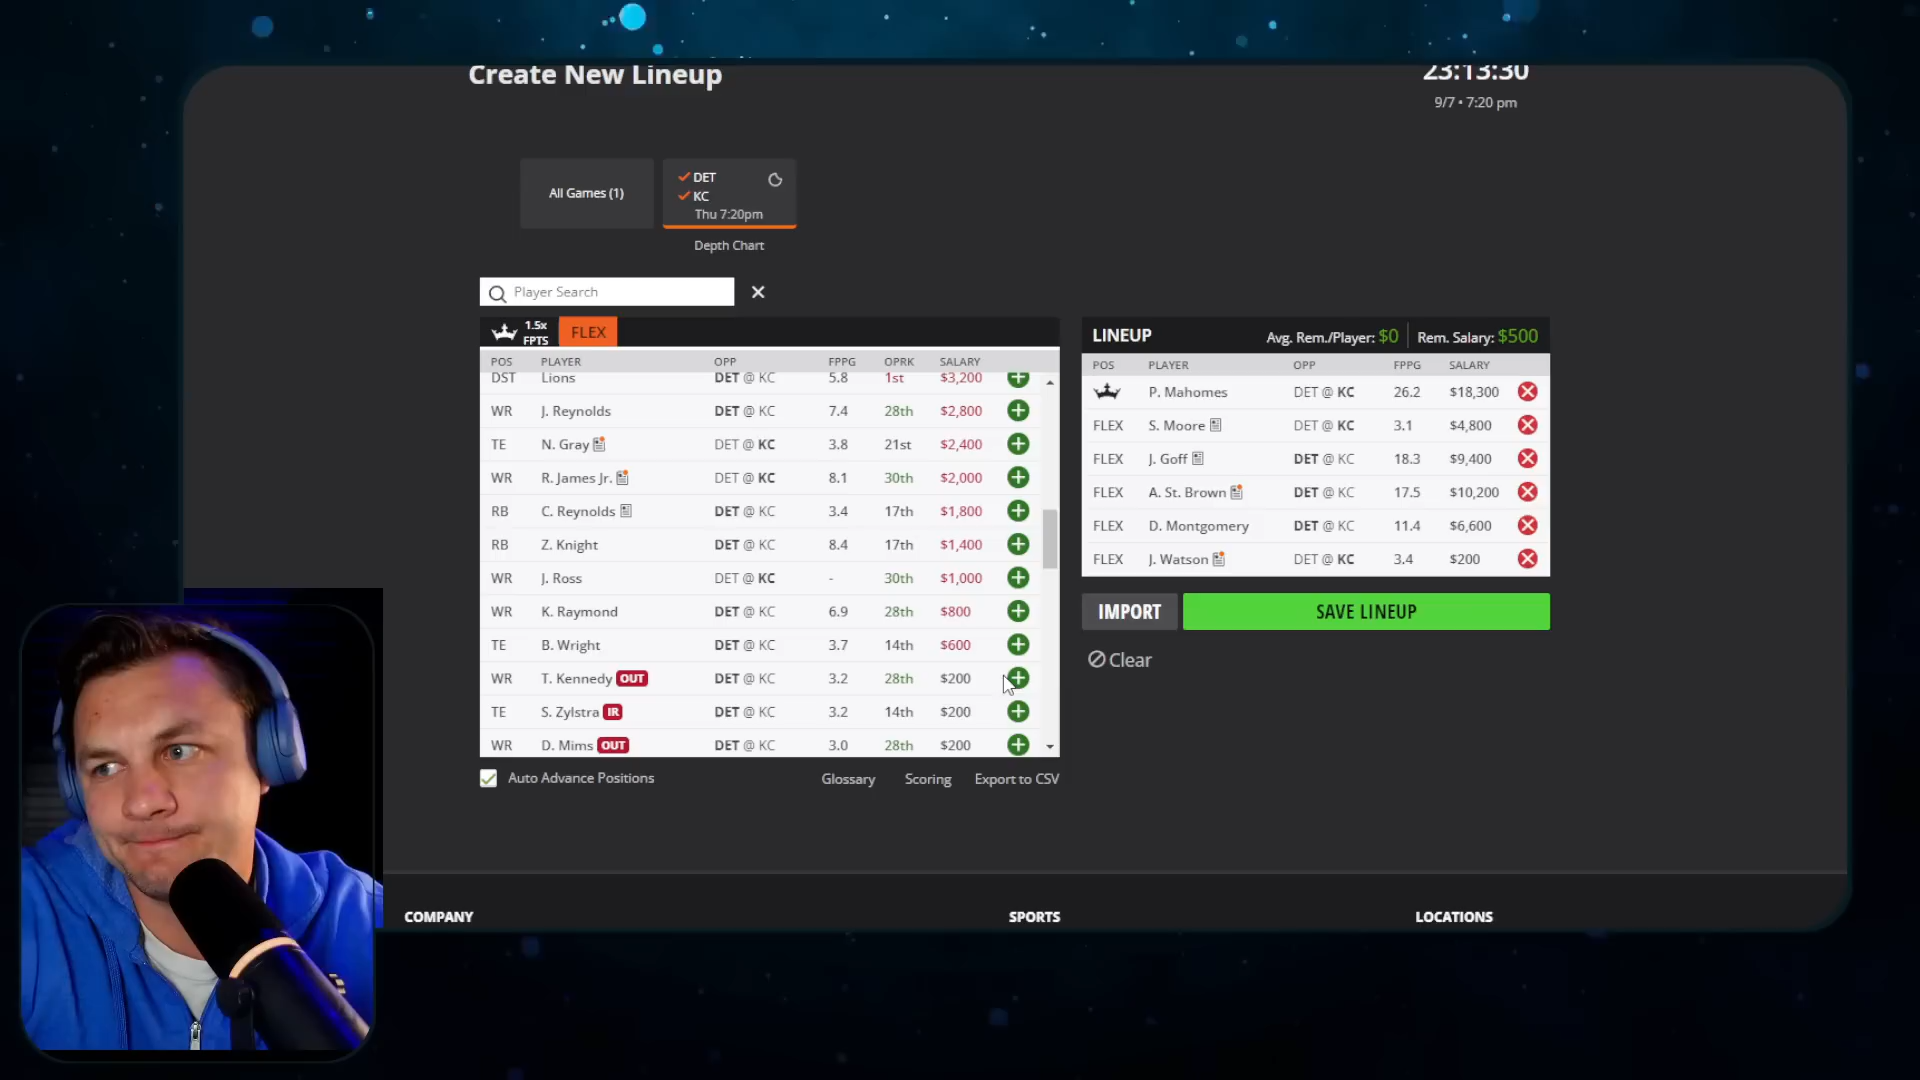 Create New Lineup
23:13:30
9/7 • 7:20 pm
All Games (1)
DET
KC
Thu 7:20pm
Depth Chart
Player Search
1.5x FPTS FLEX
POS PLAYER OPP FPPG OPRK SALARY
DST Lions DET @ KC 5.8 1st $3,200
WR J. Reynolds DET @ KC 7.4 28th $2,800
TE N. Gray DET @ KC 3.8 21st $2,400
WR R. James Jr. DET @ KC 8.1 30th $2,000
RB C. Reynolds DET @ KC 3.4 17th $1,800
RB Z. Knight DET @ KC 8.4 17th $1,400
WR J. Ross DET @ KC - 30th $1,000
WR K. Raymond DET @ KC 6.9 28th $800
TE B. Wright DET @ KC 3.7 14th $600
WR T. Kennedy OUT DET @ KC 3.2 28th $200
TE S. Zylstra IR DET @ KC 3.2 14th $200
WR D. Mims OUT DET @ KC 3.0 28th $200
Auto Advance Positions Glossary Scoring Export to CSV
LINEUP Avg. Rem./Player: $0 Rem. Salary: $500
POS PLAYER OPP FPPG SALARY
P. Mahomes DET @ KC 26.2 $18,300
FLEX S. Moore DET @ KC 3.1 $4,800
FLEX J. Goff DET @ KC 18.3 $9,400
FLEX A. St. Brown DET @ KC 17.5 $10,200
FLEX D. Montgomery DET @ KC 11.4 $6,600
FLEX J. Watson DET @ KC 3.4 $200
IMPORT SAVE LINEUP
Clear
COMPANY SPORTS LOCATIONS